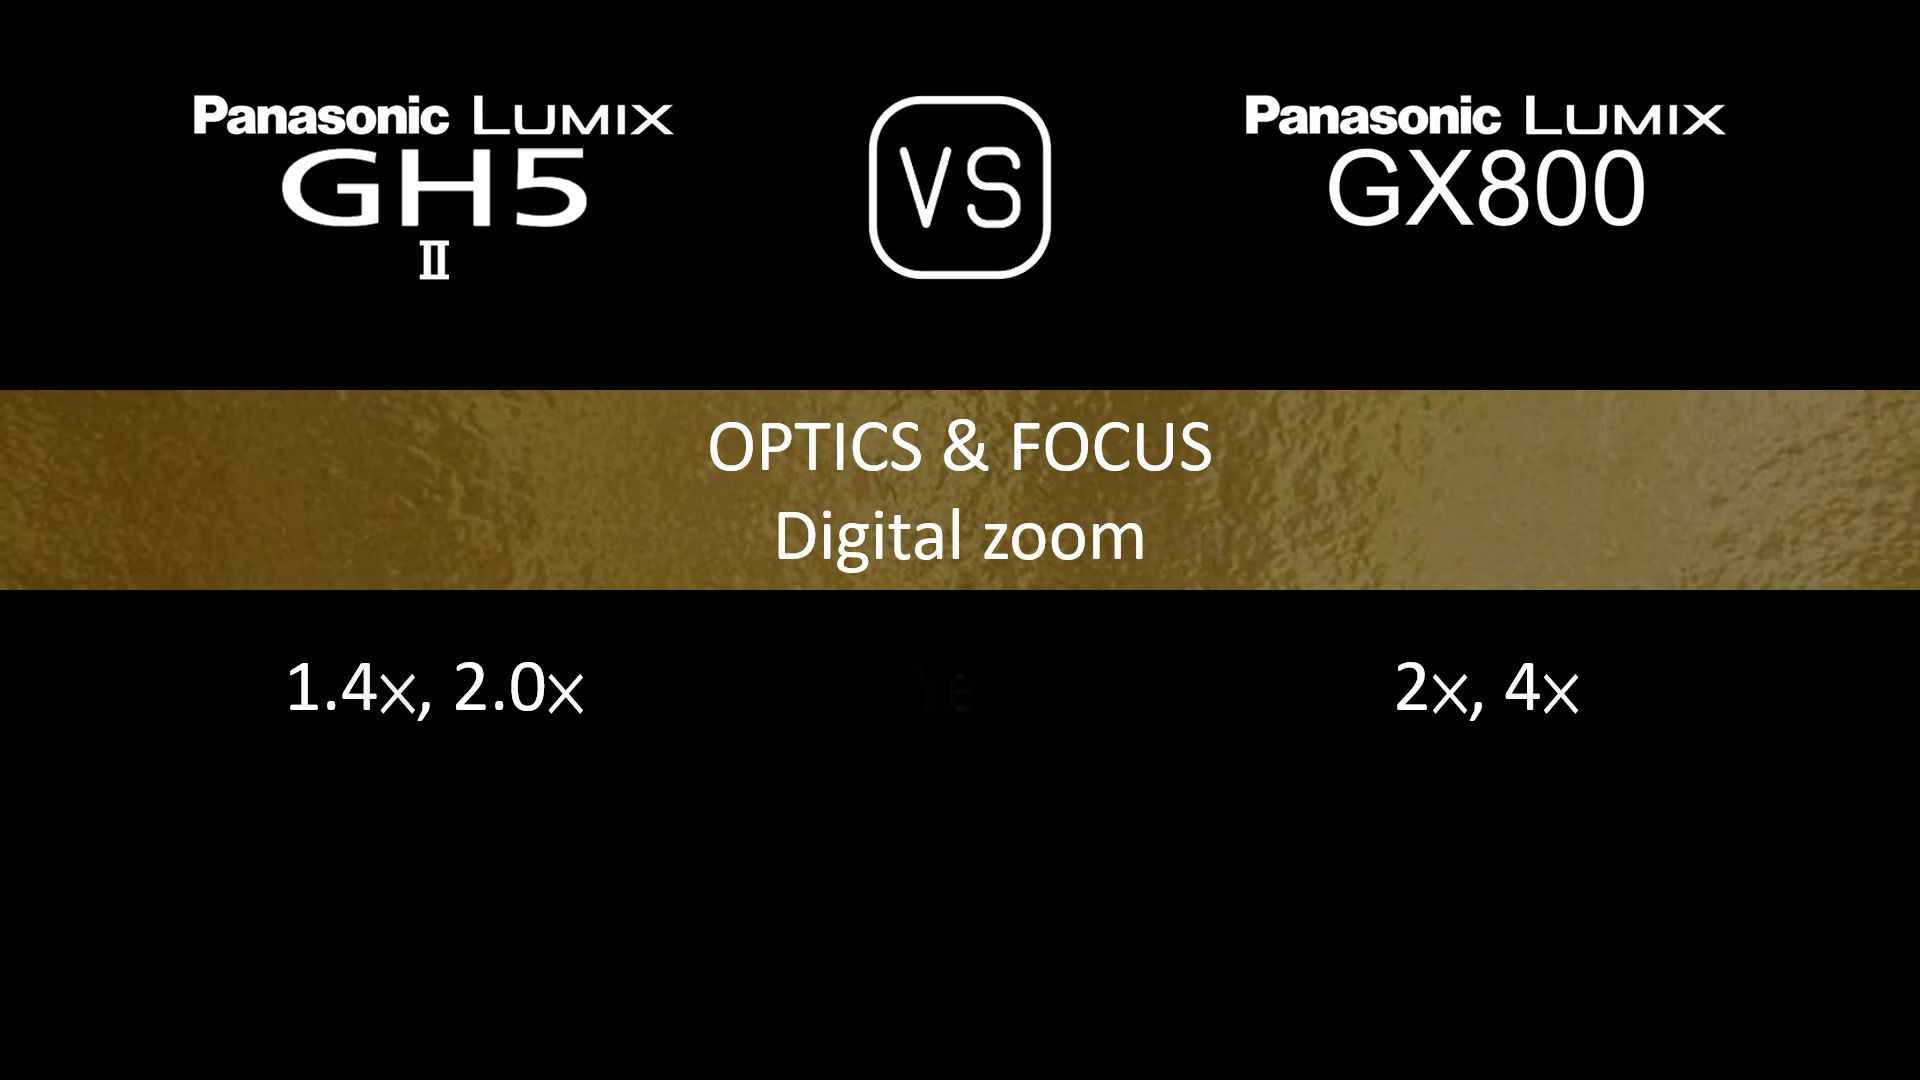 Panasonic LUMIX
GH5
II
VS
Panasonic LUMIX
GX800
OPTICS & FOCUS
Digital zoom
1.4x, 2.0x
2x, 4x